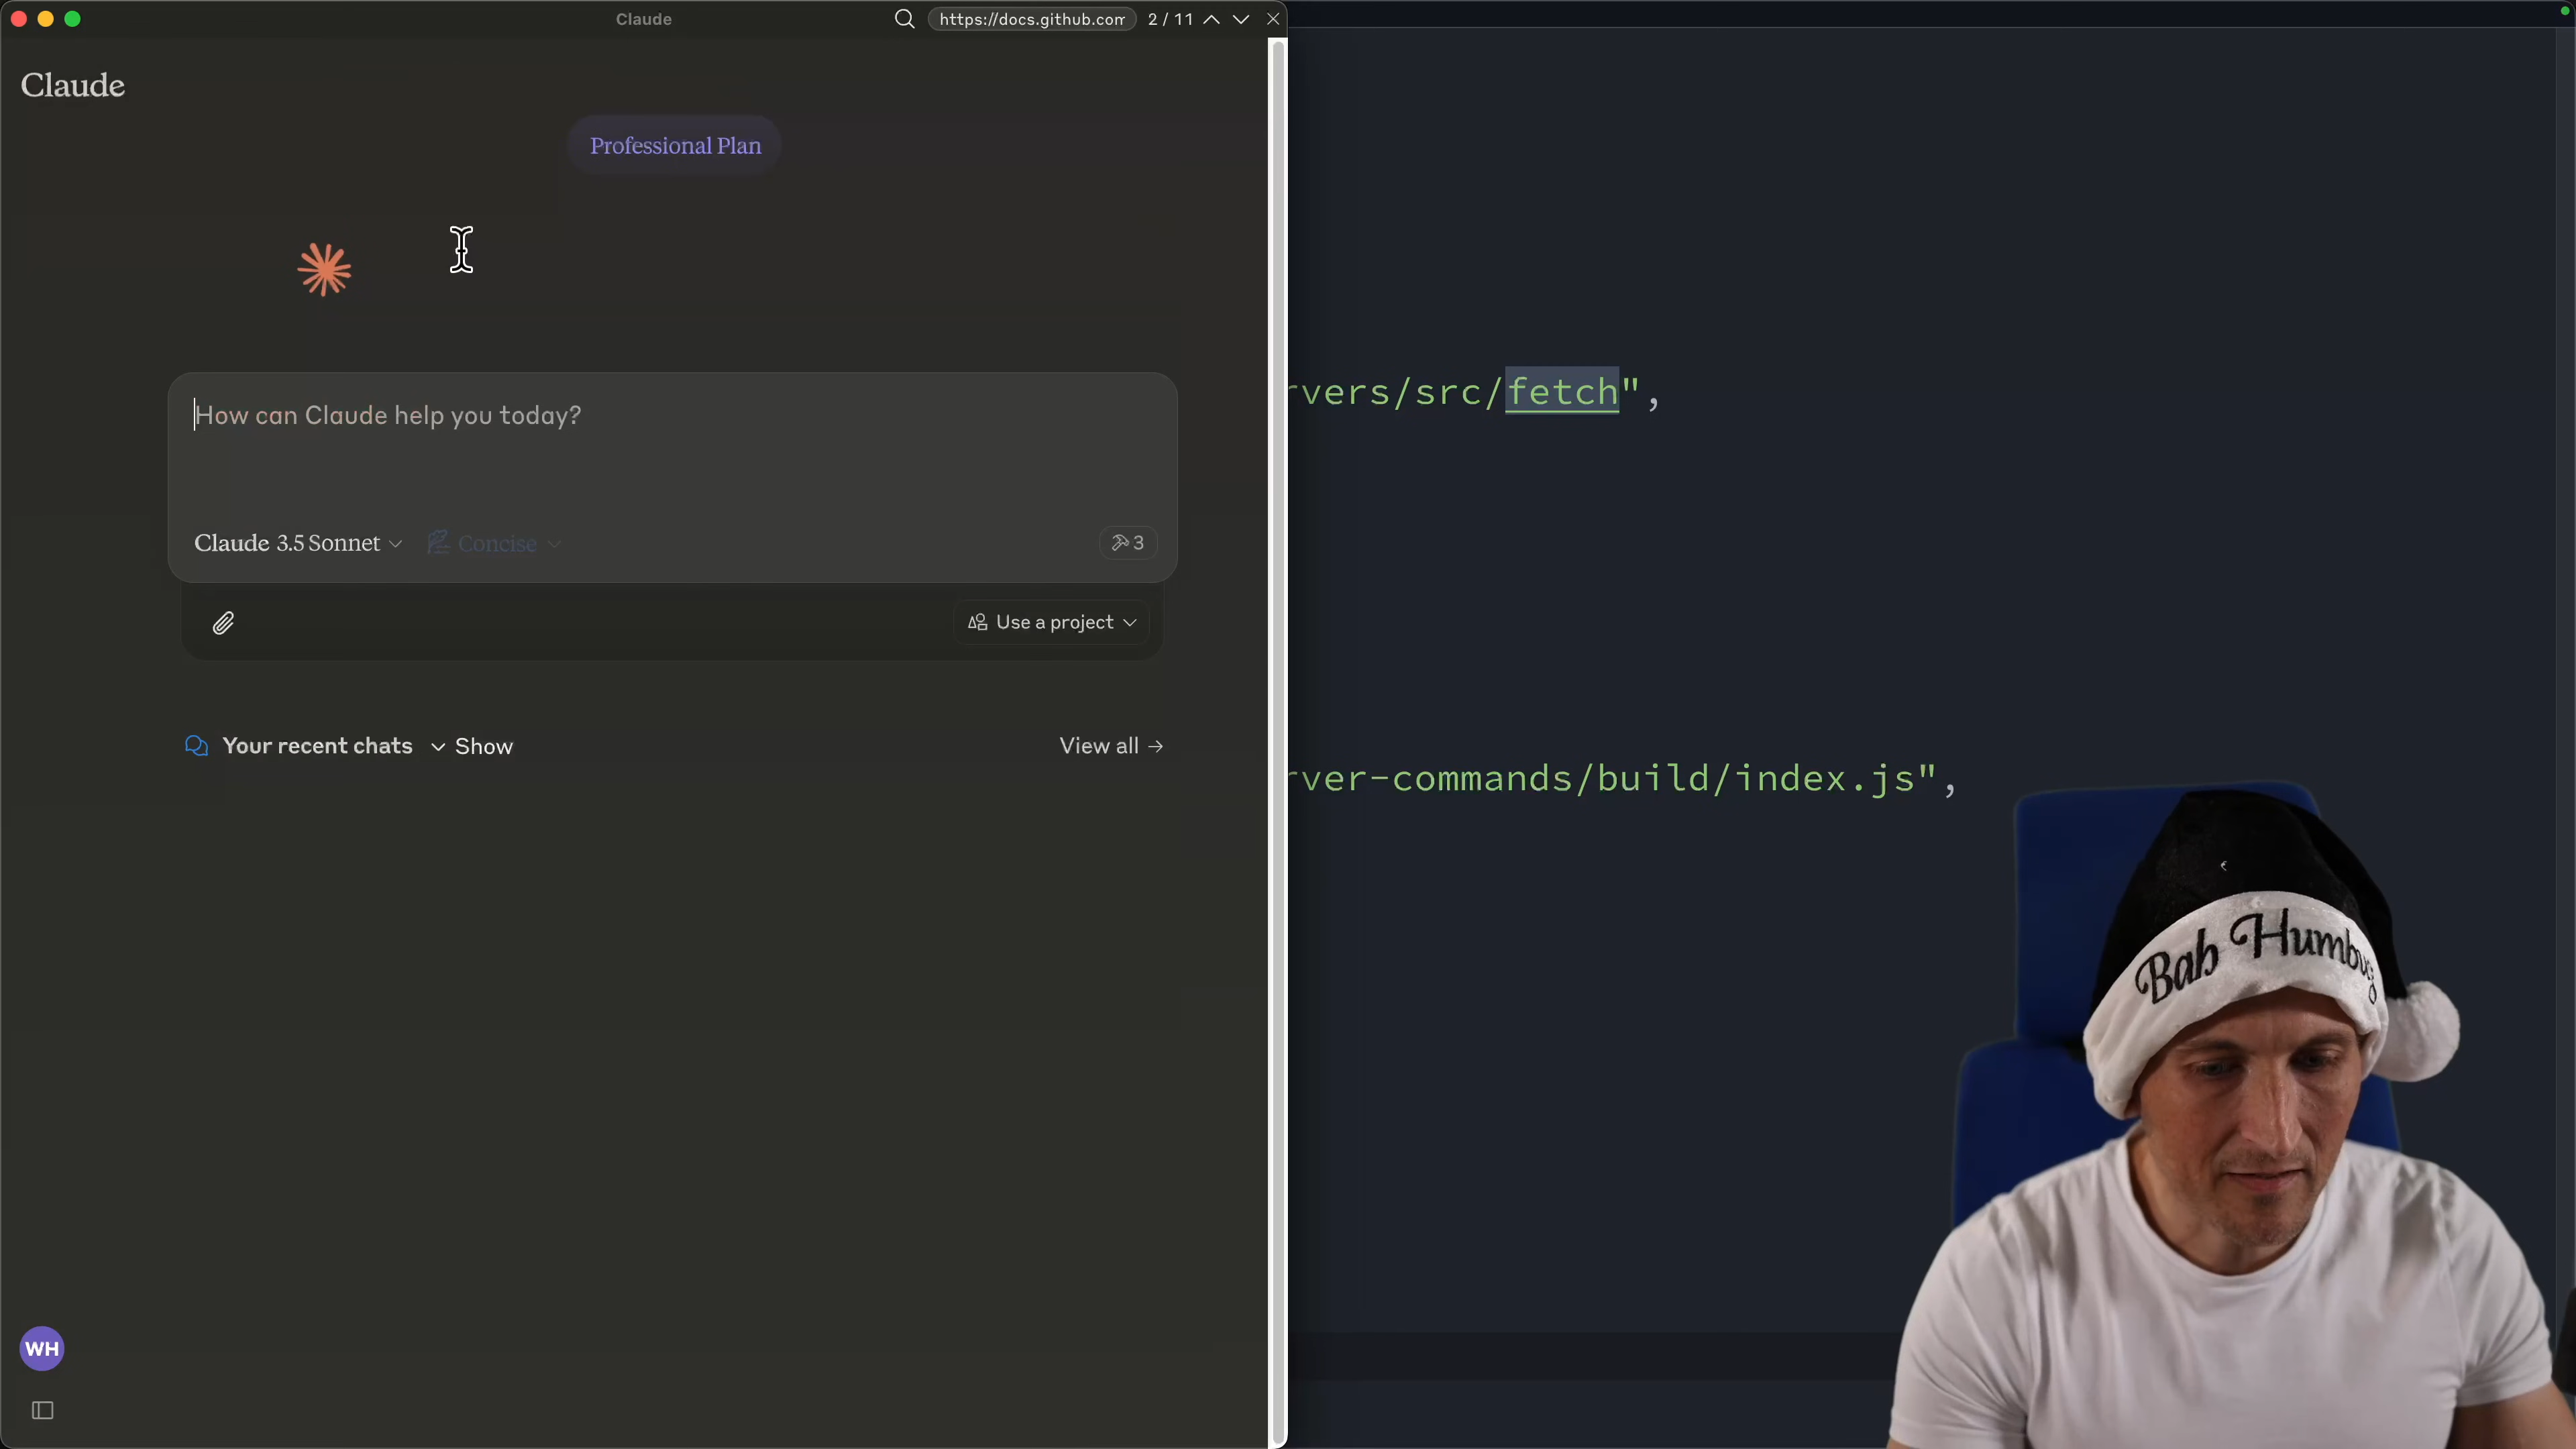 Claude
https://docs.github.com
2 / 11
Claude
Professional Plan
How can Claude help you today?
Claude 3.5 Sonnet
Concise
3
Use a project
Your recent chats
Show
View all
WH
rvers/src/fetch",
rver-commands/build/index.js",
Bah Humbug